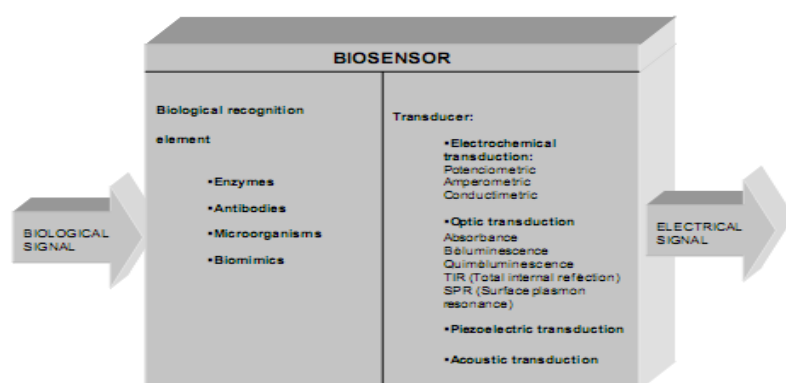 BIOSENSOR
BIOLOGICAL
SIGNAL
Biological recognition
element
•Enzymes
•Antibodies
•Microorganisms
•Biomimics
Transducer:
•Electrochemical
transduction:
Potenciometric
Amperometric
Conductimetric
•Optic transduction
Absorbance
Bioluminescence
Quimioluminescence
TIR (Total internal reflection)
SPR (Surface plasmon
resonance)
•Piezoelectric transduction
•Acoustic transduction
ELECTRICAL
SIGNAL